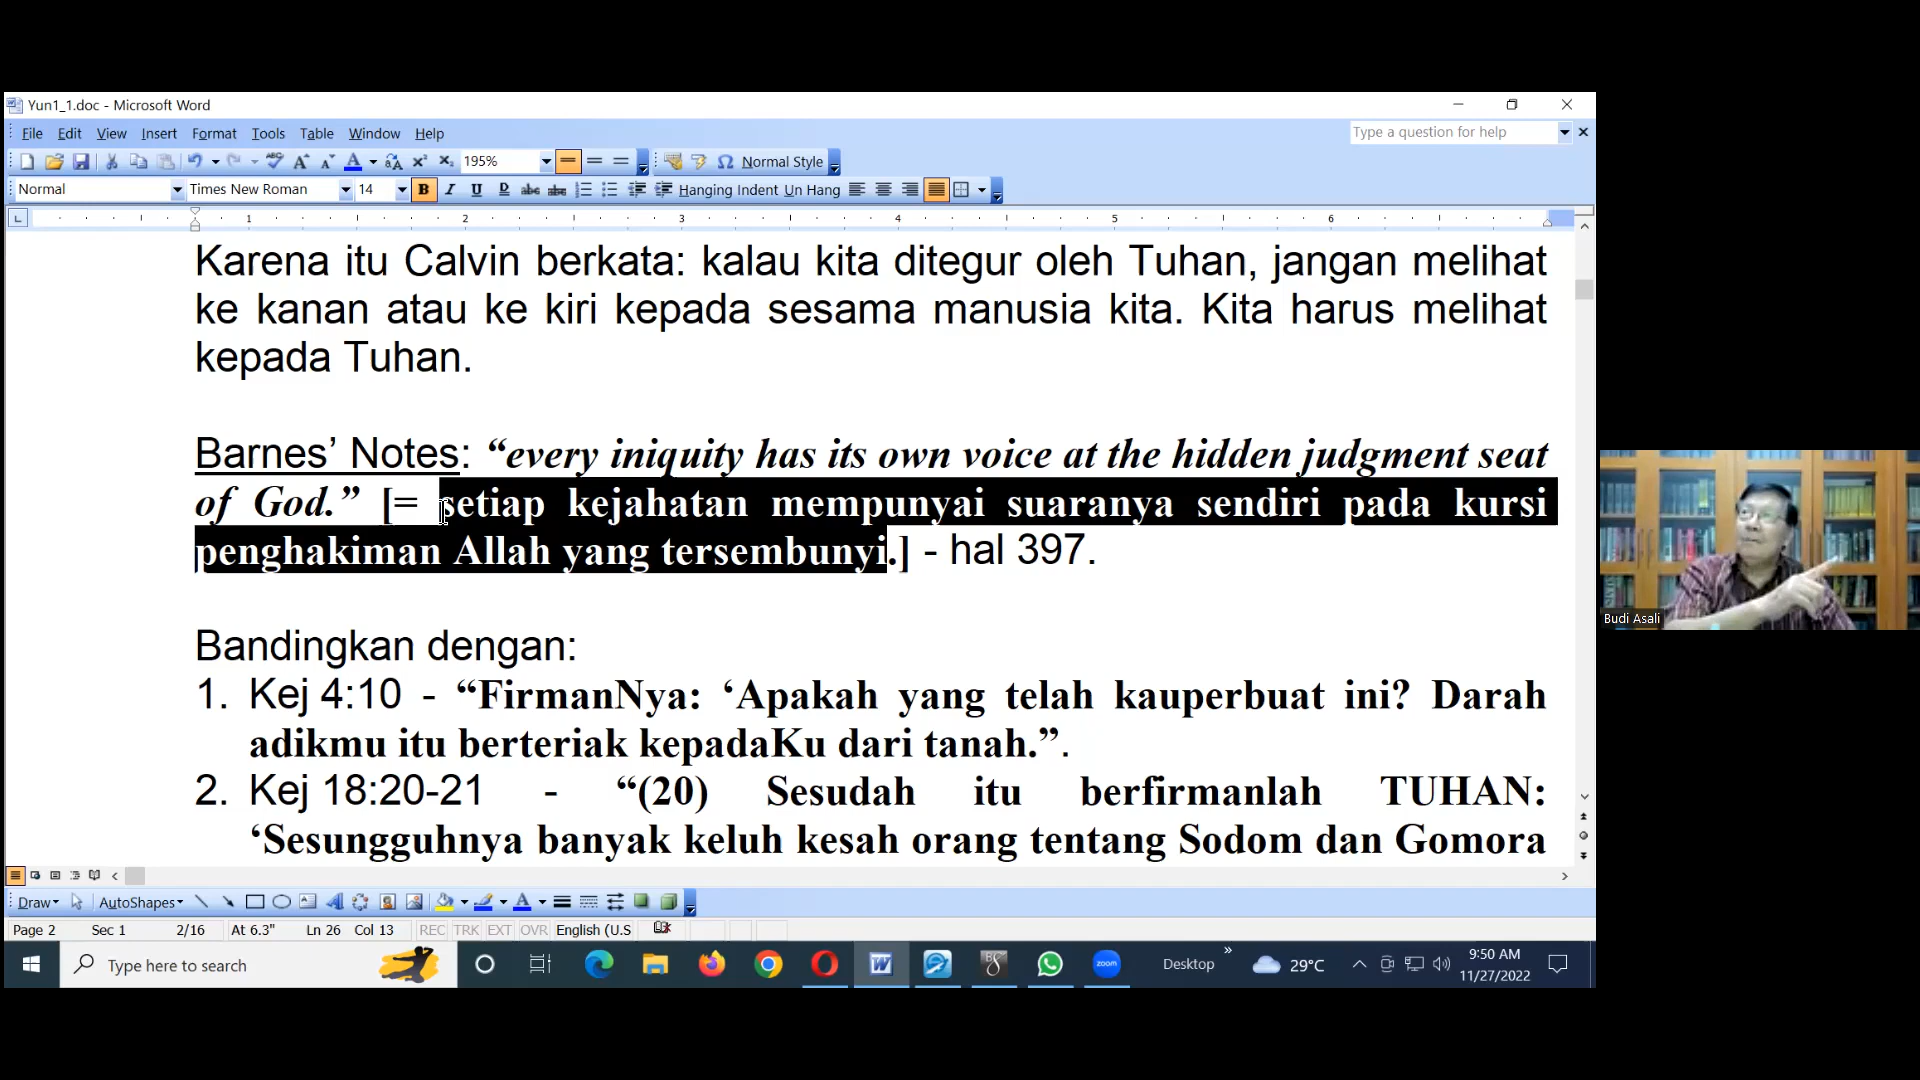 Yun1_1.doc - Microsoft Word
File Edit View Insert Format Tools Table Window Help
Type a question for help
195%
Normal Style
Normal
Times New Roman
14
Hanging Indent Un Hang
1 2 3 4 5 6
Karena itu Calvin berkata: kalau kita ditegur oleh Tuhan, jangan melihat
ke kanan atau ke kiri kepada sesama manusia kita. Kita harus melihat
kepada Tuhan.
Barnes’ Notes: “every iniquity has its own voice at the hidden judgment seat
of God.” [= setiap kejahatan mempunyai suaranya sendiri pada kursi
penghakiman Allah yang tersembunyi.] - hal 397.
Budi Asali
Bandingkan dengan:
1. Kej 4:10 - “FirmanNya: ‘Apakah yang telah kauperbuat ini? Darah
adikmu itu berteriak kepadaKu dari tanah.”.
2. Kej 18:20-21 - “(20) Sesudah itu berfirmanlah TUHAN:
‘Sesungguhnya banyak keluh kesah orang tentang Sodom dan Gomora
Draw AutoShapes
Page 2 Sec 1 2/16 At 6.3" Ln 26 Col 13 REC TRK EXT OVR English (U.S
Type here to search
zoom
Desktop
29°C
9:50 AM
11/27/2022